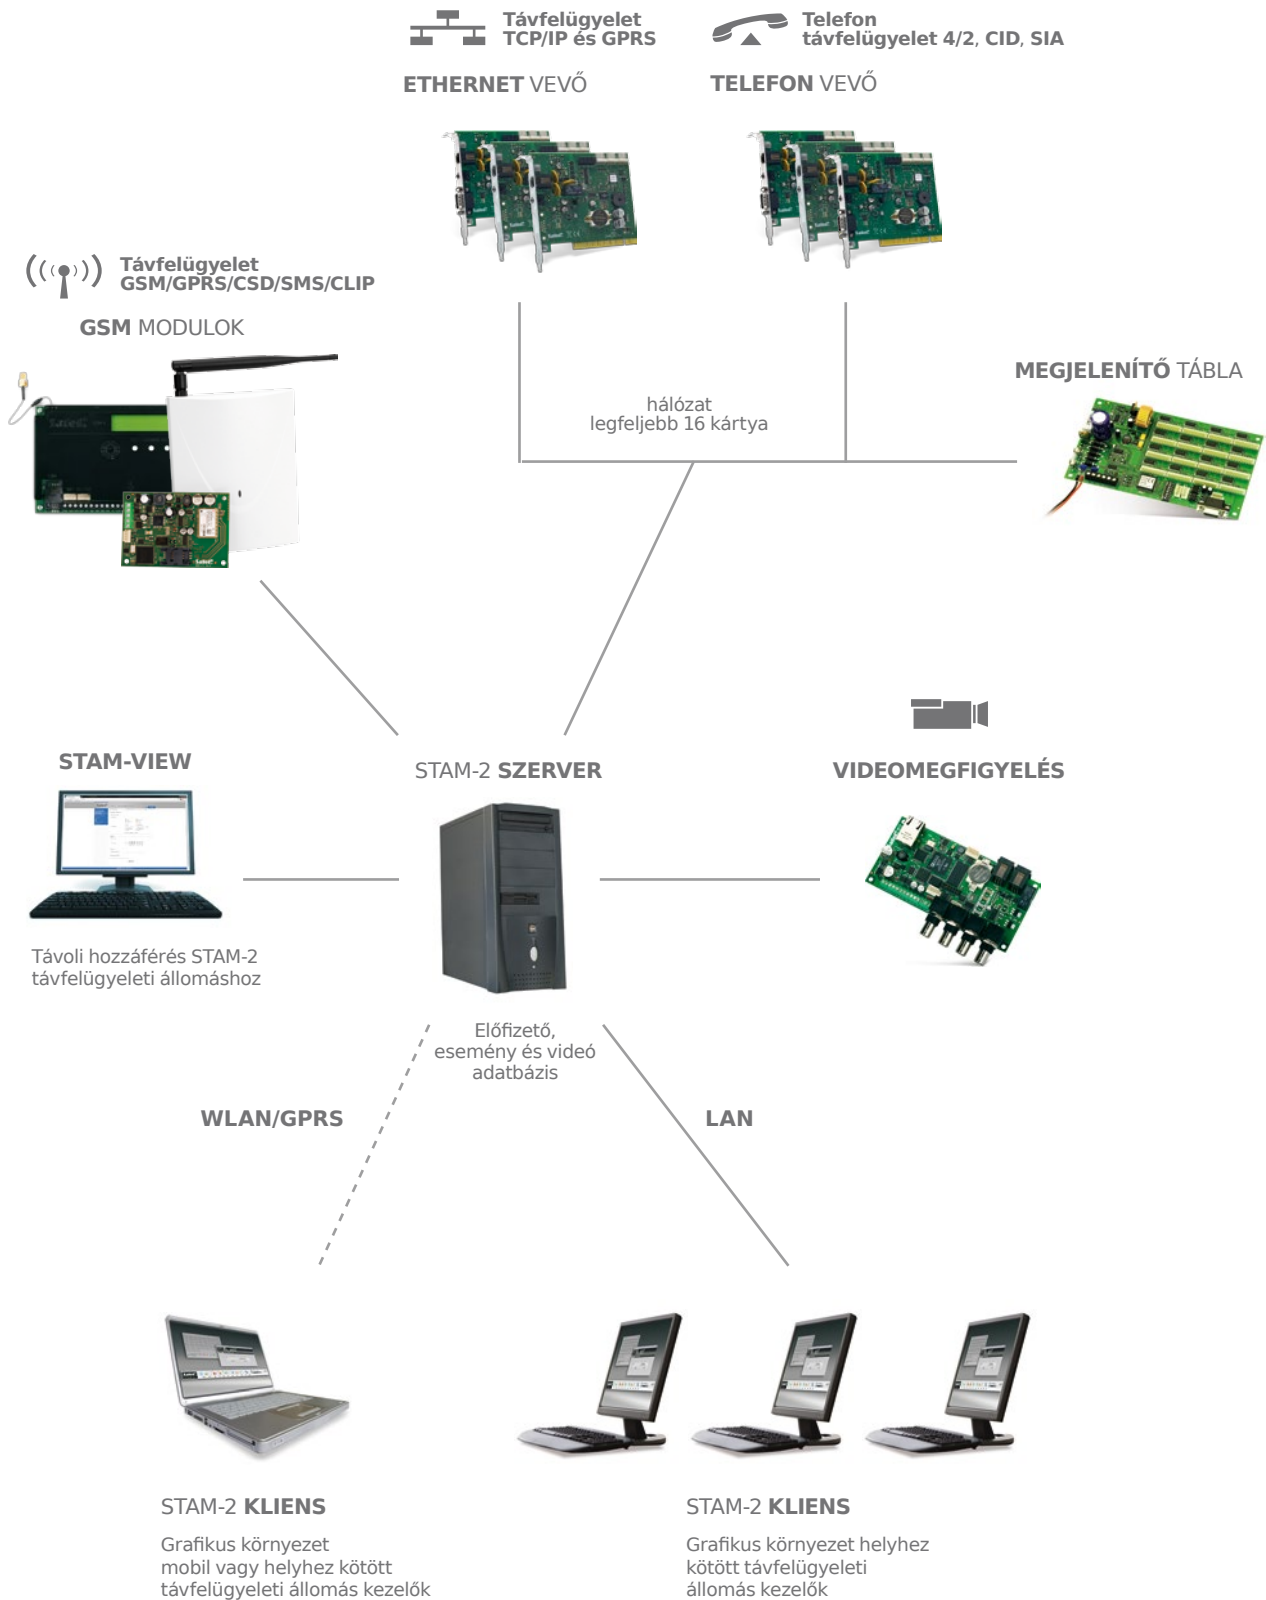 Távfelügyelet
TCP/IP és GPRS
ETHERNET VEVŐ
Telefon
távfelügyelet 4/2, CID, SIA
TELEFON VEVŐ
Távfelügyelet
GSM/GPRS/CSD/SMS/CLIP
GSM MODULOK
MEGJELENÍTŐ TÁBLA
hálózat
legfeljebb 16 kártya
STAM-VIEW
Távoli hozzáférés STAM-2
távfelügyeleti állomáshoz
STAM-2 SZERVER
Előfizető,
esemény és videó
adatbázis
VIDEOMEGFIGYELÉS
WLAN/GPRS
LAN
STAM-2 KLIENS
Grafikus környezet
mobil vagy helyhez kötött
távfelügyeleti állomás kezelők
STAM-2 KLIENS
Grafikus környezet helyhez
kötött távfelügyeleti
állomás kezelők